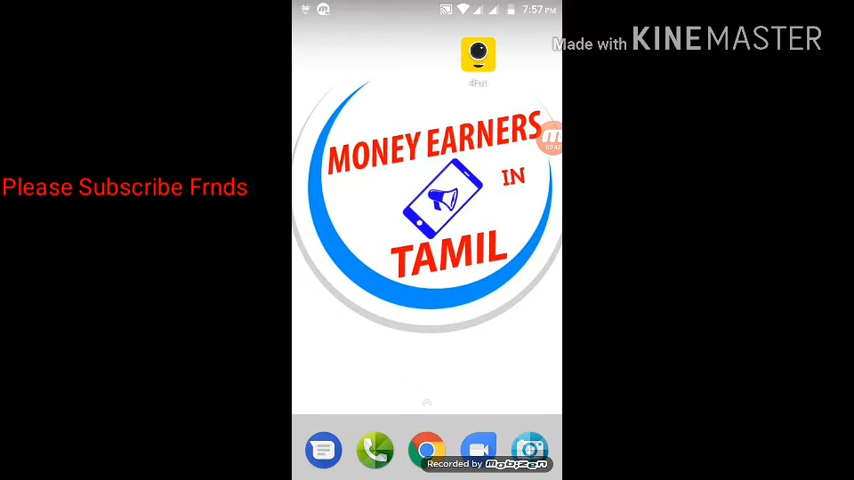 7:57 PM
Made with KINEMASTER
4Fun
MONEY EARNERS
IN
TAMIL
Please Subscribe Frnds
Recorded by mobizen